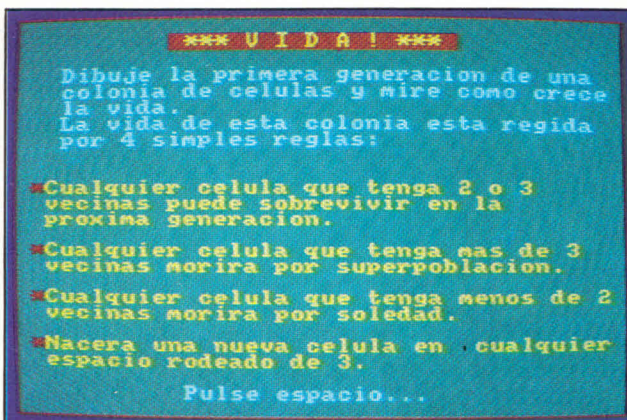 *** V I D A ! ***
Dibuje la primera generacion de una
colonia de celulas y mire como crece
la vida.
La vida de esta colonia esta regida
por 4 simples reglas:
*Cualquier celula que tenga 2 o 3
vecinas puede sobrevivir en la
proxima generacion.
*Cualquier celula que tenga mas de 3
vecinas morira por superpoblacion.
*Cualquier celula que tenga menos de 2
vecinas morira por soledad.
*Nacera una nueva celula en cualquier
espacio rodeado de 3.
Pulse espacio...